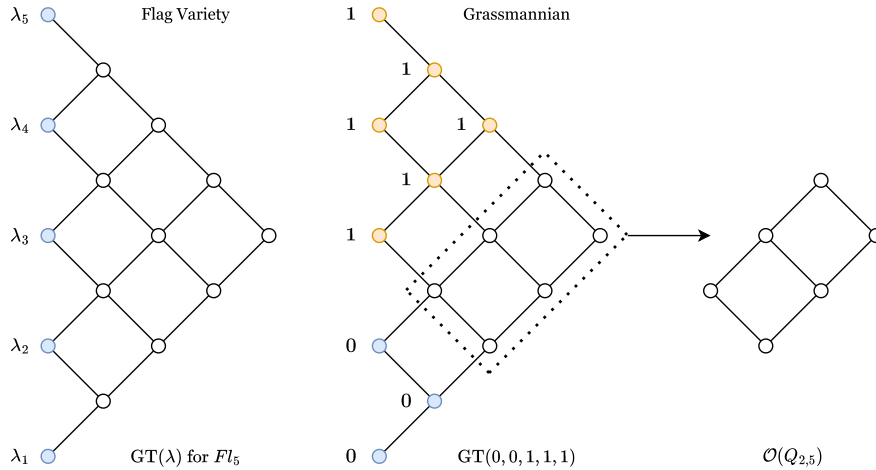 Flag Variety
Grassmannian
λ₅
λ₄
λ₃
λ₂
λ₁
1
1
1
1
1
1
0
0
0
GT(λ) for Fl₅
GT(0, 0, 1, 1, 1)
𝒪(Q₂,₅)